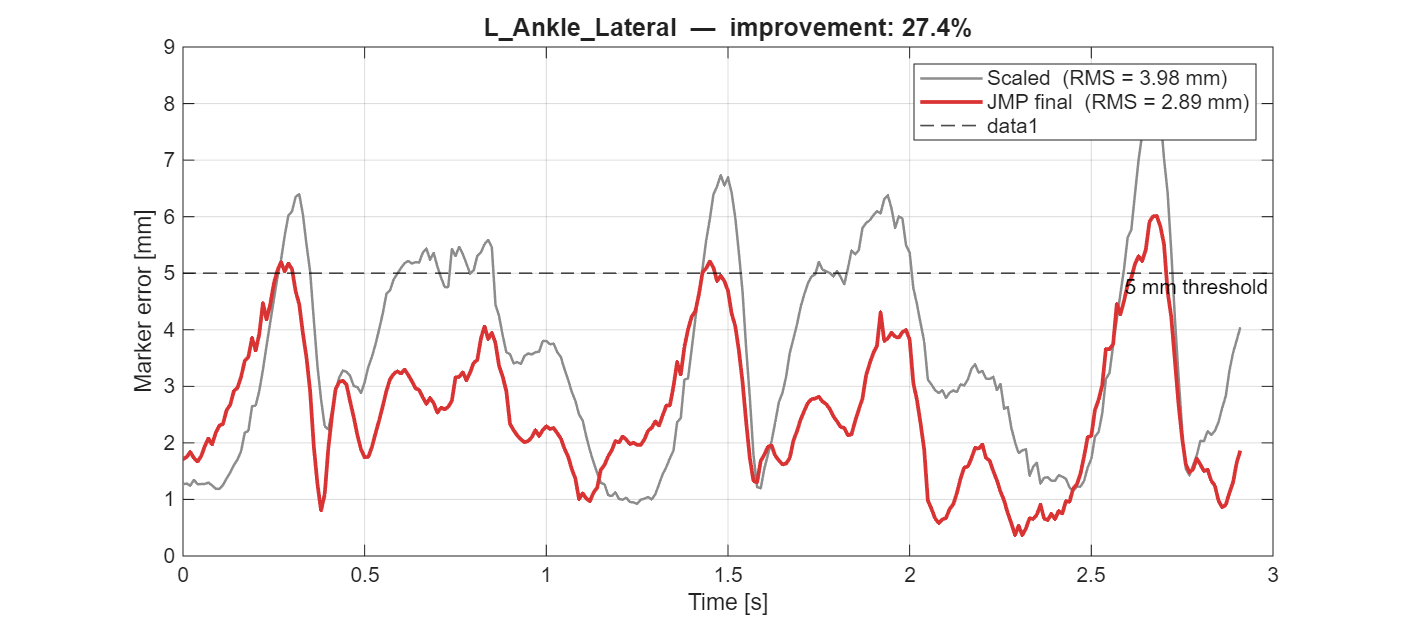 L_Ankle_Lateral — improvement: 27.4%
9
8
7
6
5
4
3
2
1
0
Marker error [mm]
Scaled (RMS = 3.98 mm)
JMP final (RMS = 2.89 mm)
data1
5 mm threshold
0 0.5 1 1.5 2 2.5 3
Time [s]